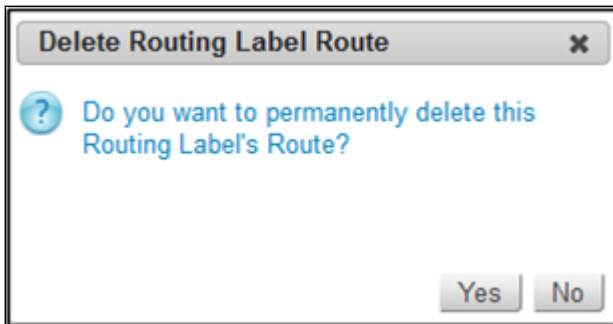 Delete Routing Label Route
Do you want to permanently delete this
Routing Label's Route?
Yes No